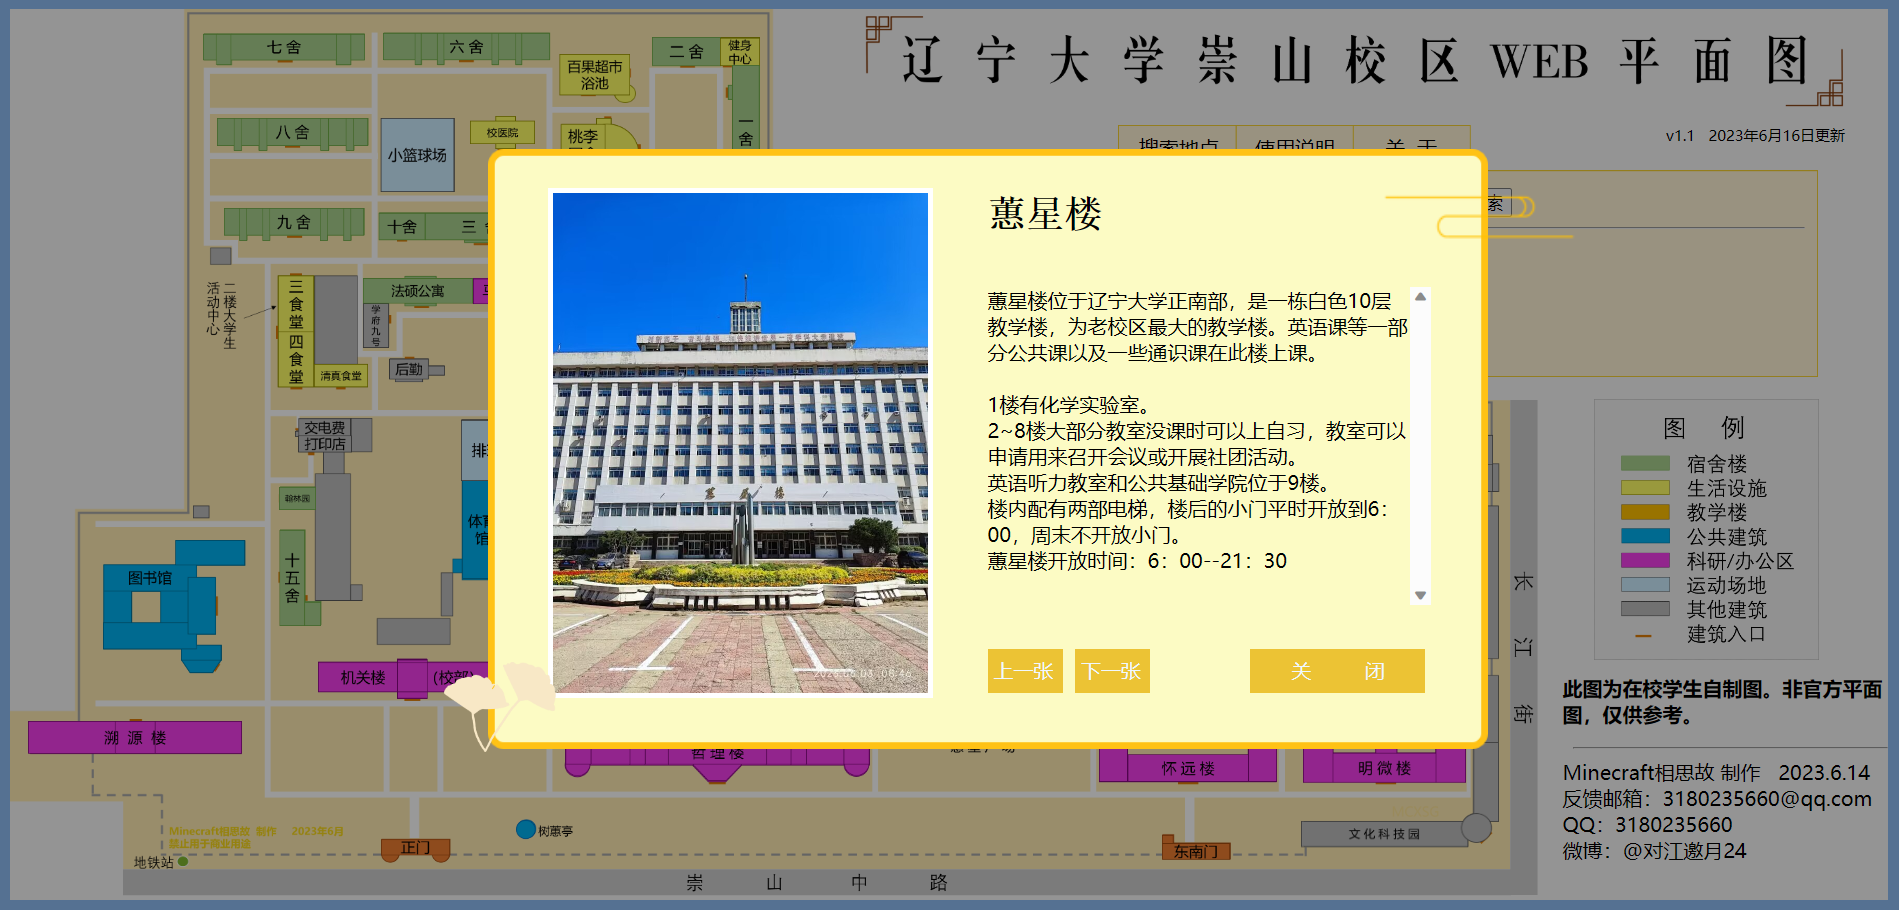 辽宁大学崇山校区WEB平面图
v1.1 2023年6月16日更新
搜索地点
使用说明
关 于
索
七舍
六舍
二舍
健身
中心
百果超市
浴池
一舍
八舍
小篮球场
校医院
桃李
九舍
十舍
三
二楼大学生
活动中心
三食堂
四食堂
清真食堂
法硕公寓
学府九号
后勤
交电费
打印店
翰林园
十五舍
图书馆
机关楼
(校部)
溯源楼
哲理楼
怀远楼
明微楼
文化科技园
正门
东南门
树蕙亭
地铁站
Minecraft相思故 制作 2023年6月
禁止用于商业用途
崇山中路
长江街
蕙星楼
蕙星楼位于辽宁大学正南部，是一栋白色10层
教学楼，为老校区最大的教学楼。英语课等一部
分公共课以及一些通识课在此楼上课。
1楼有化学实验室。
2~8楼大部分教室没课时可以上自习，教室可以
申请用来召开会议或开展社团活动。
英语听力教室和公共基础学院位于9楼。
楼内配有两部电梯，楼后的小门平时开放到6：
00，周末不开放小门。
蕙星楼开放时间：6：00--21：30
上一张
下一张
关 闭
图 例
宿舍楼
生活设施
教学楼
公共建筑
科研/办公区
运动场地
其他建筑
建筑入口
此图为在校学生自制图。非官方平面
图，仅供参考。
Minecraft相思故 制作 2023.6.14
反馈邮箱：3180235660@qq.com
QQ：3180235660
微博：@对江邀月24